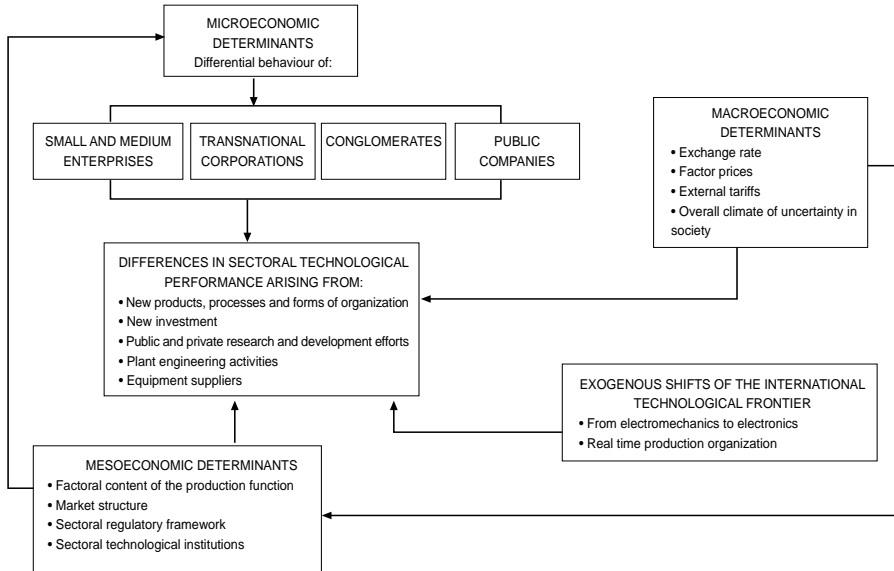 MICROECONOMIC
DETERMINANTS
Differential behaviour of:
SMALL AND MEDIUM
ENTERPRISES
TRANSNATIONAL
CORPORATIONS
CONGLOMERATES
PUBLIC
COMPANIES
MACROECONOMIC
DETERMINANTS
• Exchange rate
• Factor prices
• External tariffs
• Overall climate of uncertainty in
society
DIFFERENCES IN SECTORAL TECHNOLOGICAL
PERFORMANCE ARISING FROM:
• New products, processes and forms of organization
• New investment
• Public and private research and development efforts
• Plant engineering activities
• Equipment suppliers
EXOGENOUS SHIFTS OF THE INTERNATIONAL
TECHNOLOGICAL FRONTIER
• From electromechanics to electronics
• Real time production organization
MESOECONOMIC DETERMINANTS
• Factoral content of the production function
• Market structure
• Sectoral regulatory framework
• Sectoral technological institutions